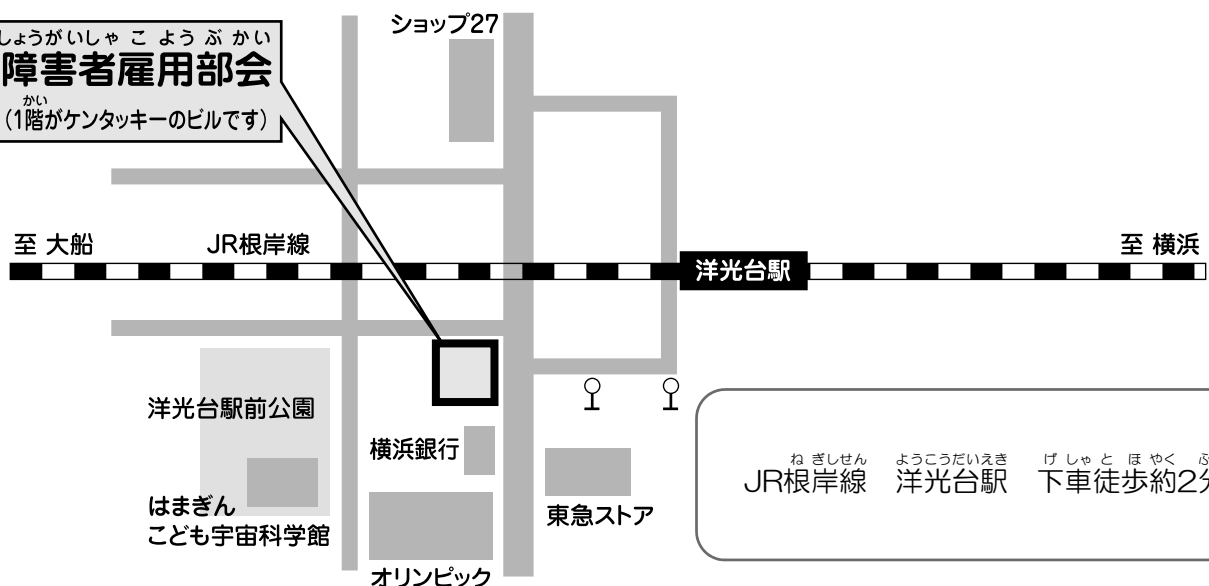 ショップ27
しょうがいしゃ こ よう ぶ かい
障害者雇用部会
かい
(1階がケンタッキーのビルです)
至 大船
JR根岸線
至 横浜
洋光台駅
洋光台駅前公園
横浜銀行
はまぎん
こども宇宙科学館
東急ストア
オリンピック
ね ぎしせん ようこうだいえき げ しゃ と ほ やく
JR根岸線 洋光台駅 下車徒歩約2分